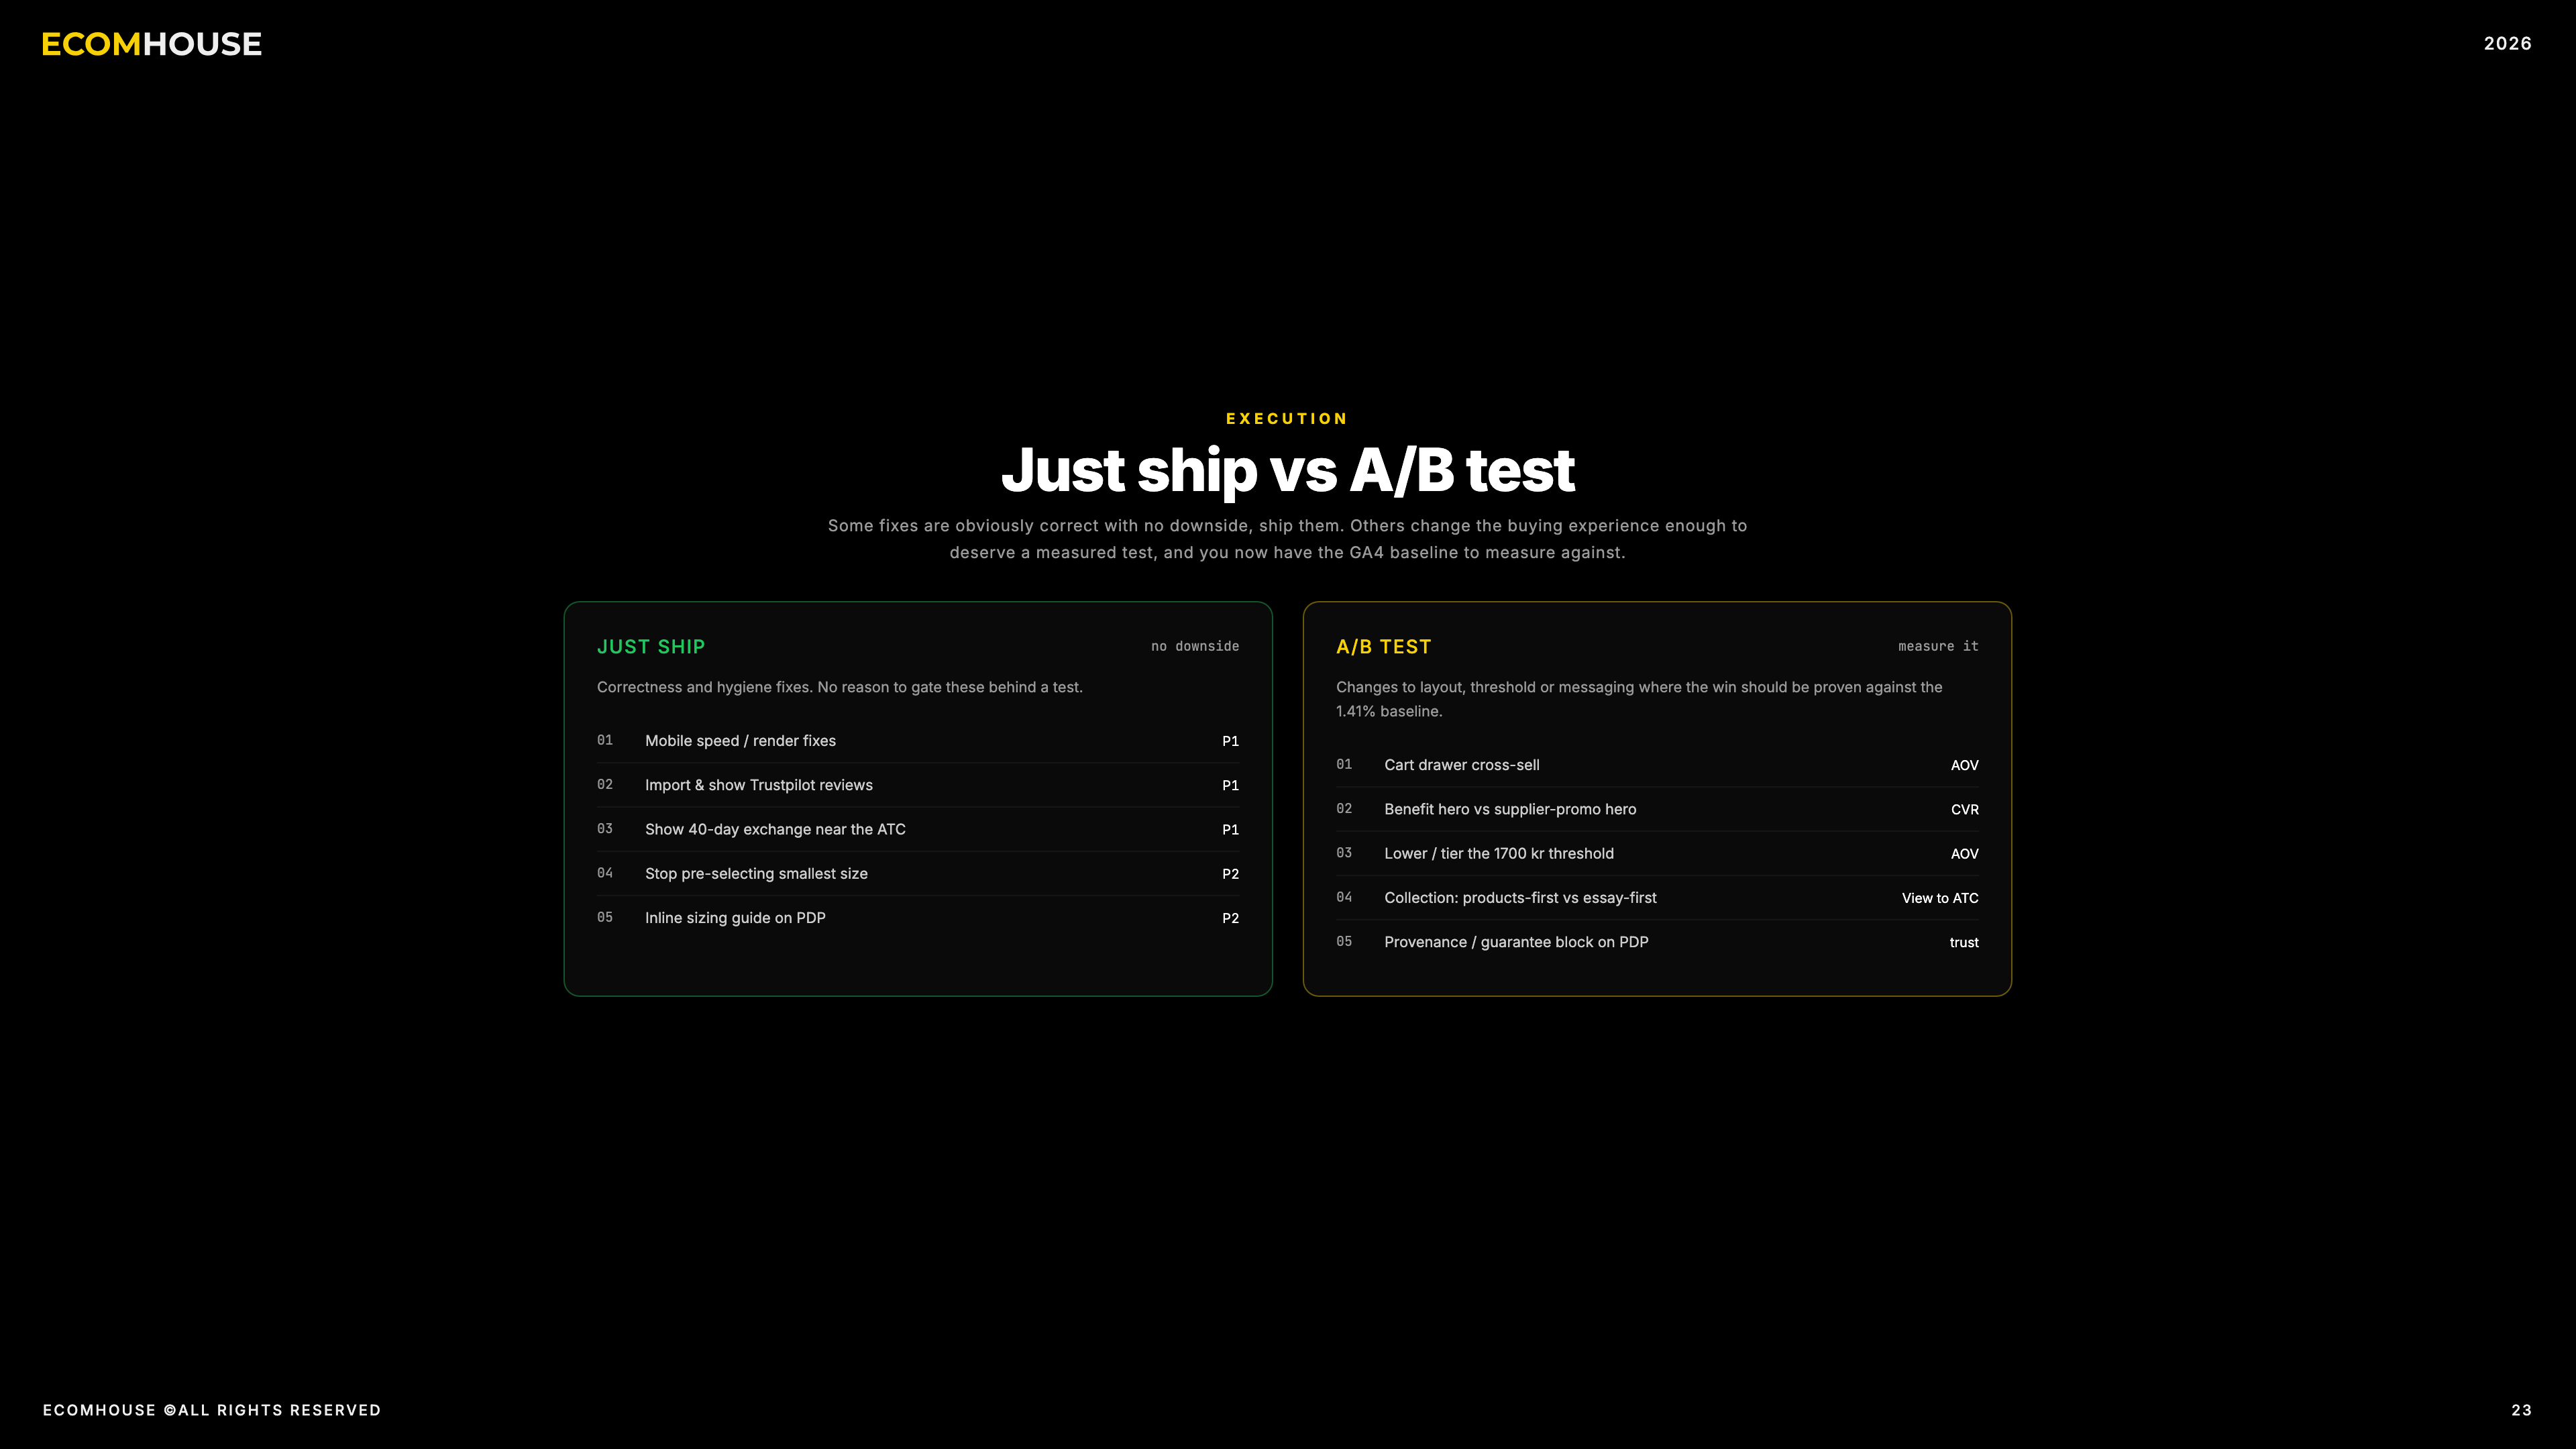 ECOMHOUSE
2026
EXECUTION
Just ship vs A/B test
Some fixes are obviously correct with no downside, ship them. Others change the buying experience enough to
deserve a measured test, and you now have the GA4 baseline to measure against.
JUST SHIP
no downside
Correctness and hygiene fixes. No reason to gate these behind a test.
01 Mobile speed / render fixes P1
02 Import & show Trustpilot reviews P1
03 Show 40-day exchange near the ATC P1
04 Stop pre-selecting smallest size P2
05 Inline sizing guide on PDP P2
A/B TEST
measure it
Changes to layout, threshold or messaging where the win should be proven against the
1.41% baseline.
01 Cart drawer cross-sell AOV
02 Benefit hero vs supplier-promo hero CVR
03 Lower / tier the 1700 kr threshold AOV
04 Collection: products-first vs essay-first View to ATC
05 Provenance / guarantee block on PDP trust
ECOMHOUSE ©ALL RIGHTS RESERVED
23